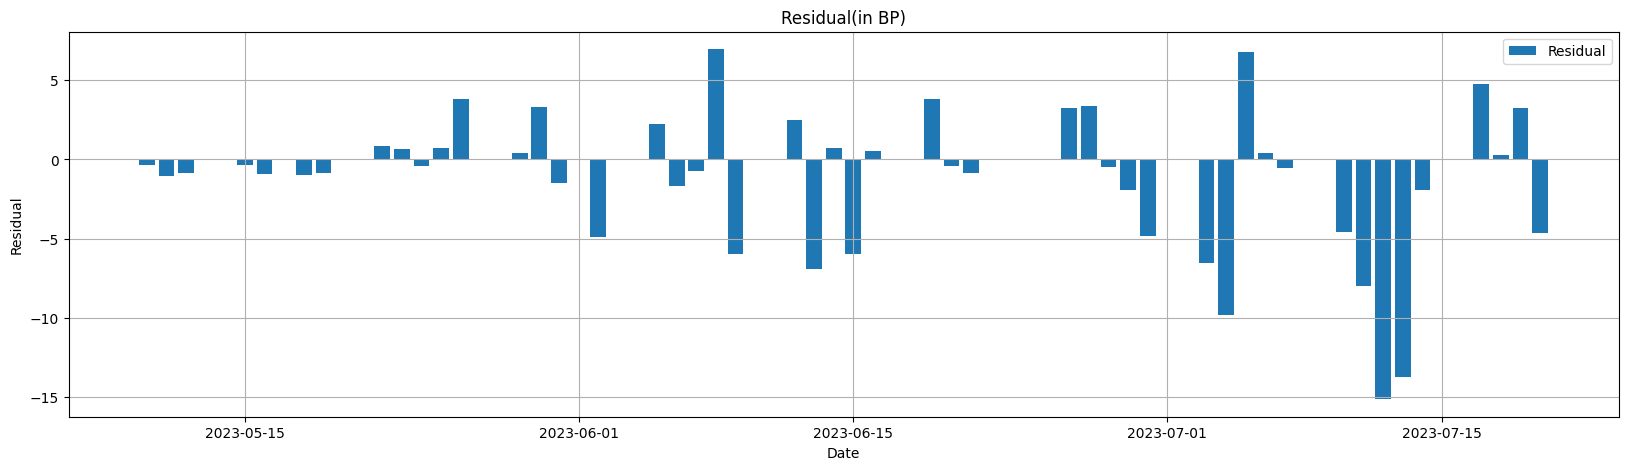 Residual(in BP)
Residual
5
0
−5
−10
−15
Residual
2023-05-15
2023-06-01
2023-06-15
2023-07-01
2023-07-15
Date